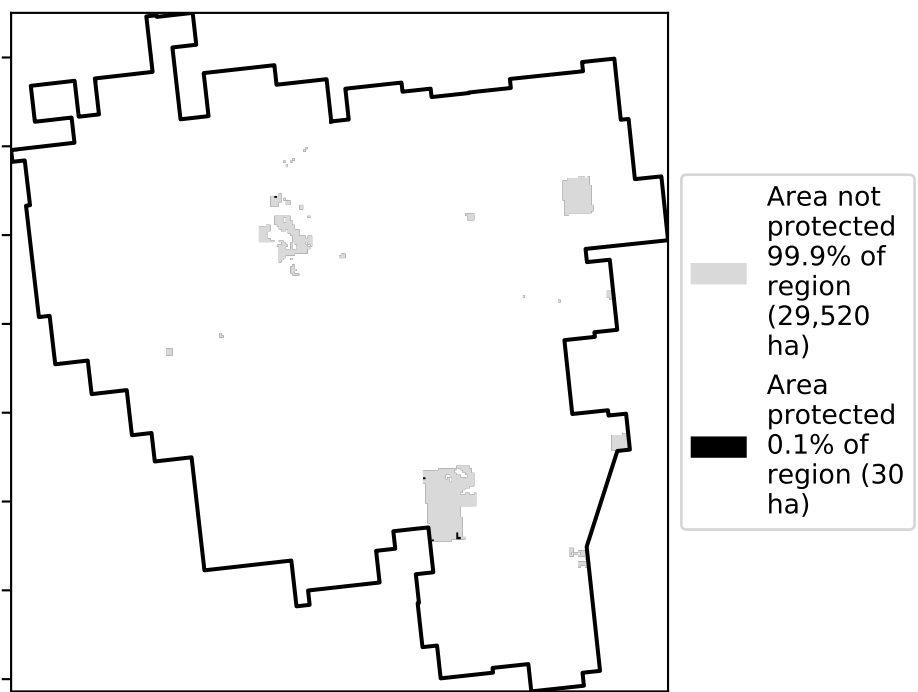 Area not
protected
99.9% of
region
(29,520
ha)
Area
protected
0.1% of
region (30
ha)